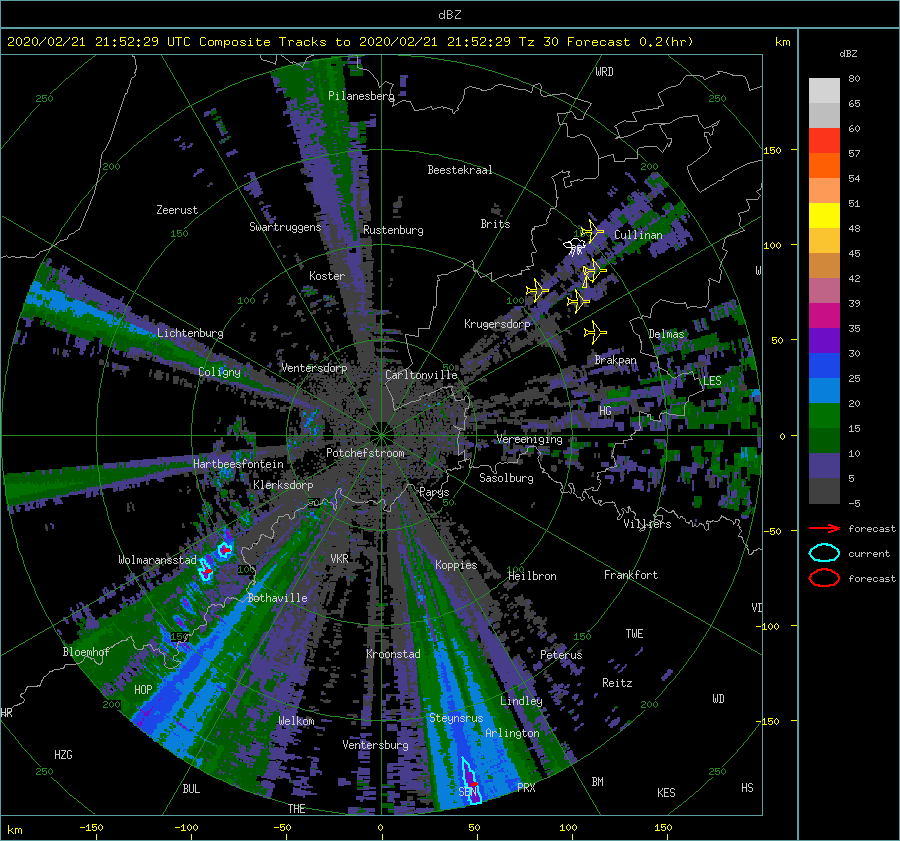 dBZ
2020/02/21 21:52:29 UTC Composite Tracks to 2020/02/21 21:52:29 Tz 30 Forecast 0.2(hr)
km
dBZ
WRD
80
250
Pilanesberg
250
65
60
150
57
200
Beestekraal
200
54
Zeerust
51
Swartruggens
Rustenburg
Brits
150
Cullinan
48
100
45
Koster
42
100
100
39
Krugersdorp
35
Lichtenburg
Delmas
50
30
Brakpan
Ventersdorp
Coligny
Carltonville
50
LES
25
20
HG
15
Vereeniging
0
Potchefstroom
10
Hartbeesfontein
Sasolburg
5
Klerksdorp
Parys
-5
50
50
Villiers
forecast
-50
current
Wolmaransstad
VKR
Koppies
100
100
Heilbron
Frankfort
forecast
Bothaville
VD
-100
150
150
TWE
Bloemhof
Kroonstad
Peterus
HOP
Reitz
WD
200
Lindley
200
HR
Welkom
Steynsrus
-150
Arlington
Ventersburg
HZG
250
250
BUL
SEN
PRX
BM
KES
HS
THE
km
-150
-100
-50
0
50
100
150